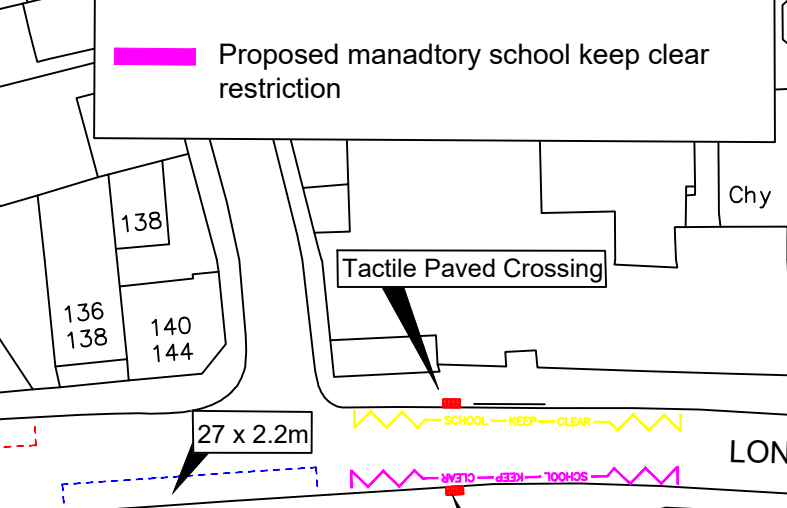 Proposed manadtory school keep clear
restriction
138
Chy
Tactile Paved Crossing
136
138
140
144
SCHOOL KEEP CLEAR
27 x 2.2m
LON
SCHOOL KEEP CLEAR